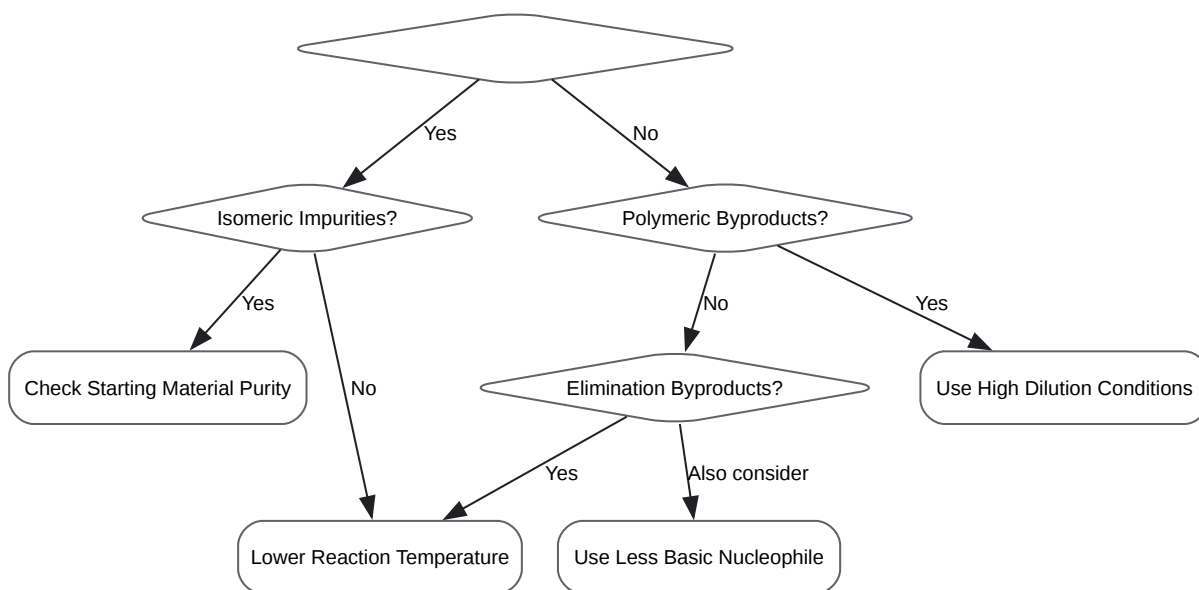 Yes
No
Isomeric Impurities?
Polymeric Byproducts?
Yes
No
Yes
Check Starting Material Purity
No
Elimination Byproducts?
Use High Dilution Conditions
Yes
Also consider
Lower Reaction Temperature
Use Less Basic Nucleophile